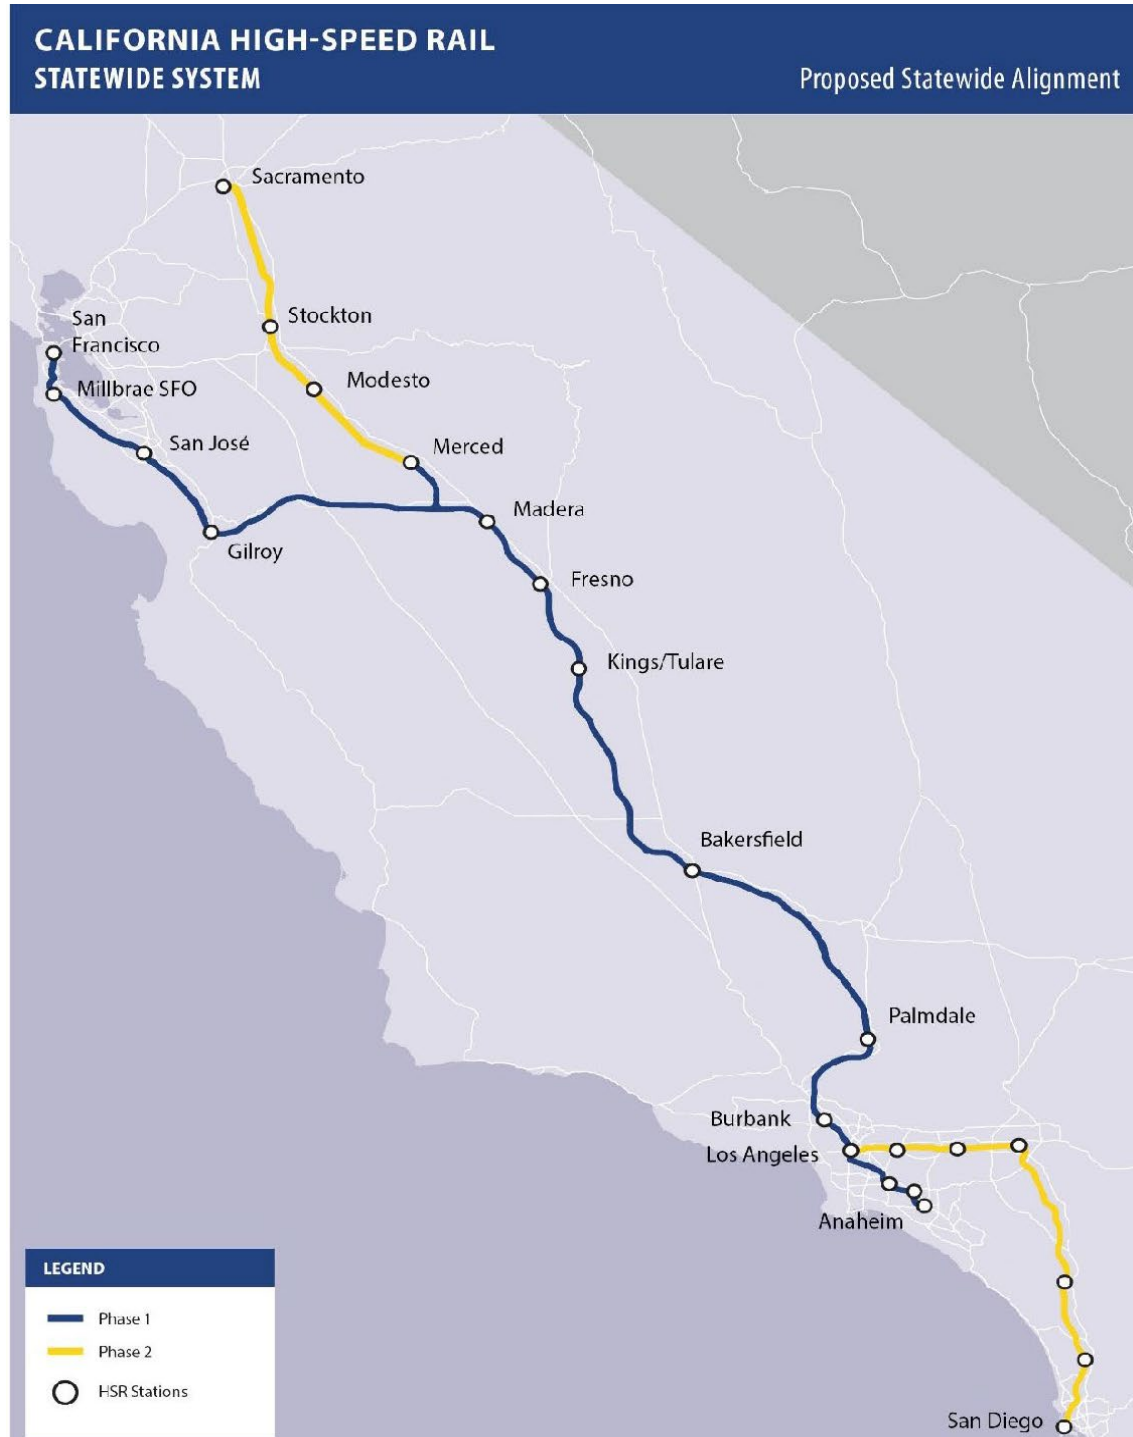 CALIFORNIA HIGH-SPEED RAIL
STATEWIDE SYSTEM
Proposed Statewide Alignment
Sacramento
Stockton
San
Francisco
Modesto
Millbrae SFO
San José
Merced
Madera
Gilroy
Fresno
Kings/Tulare
Bakersfield
Palmdale
Burbank
Los Angeles
Anaheim
San Diego
LEGEND
Phase 1
Phase 2
HSR Stations